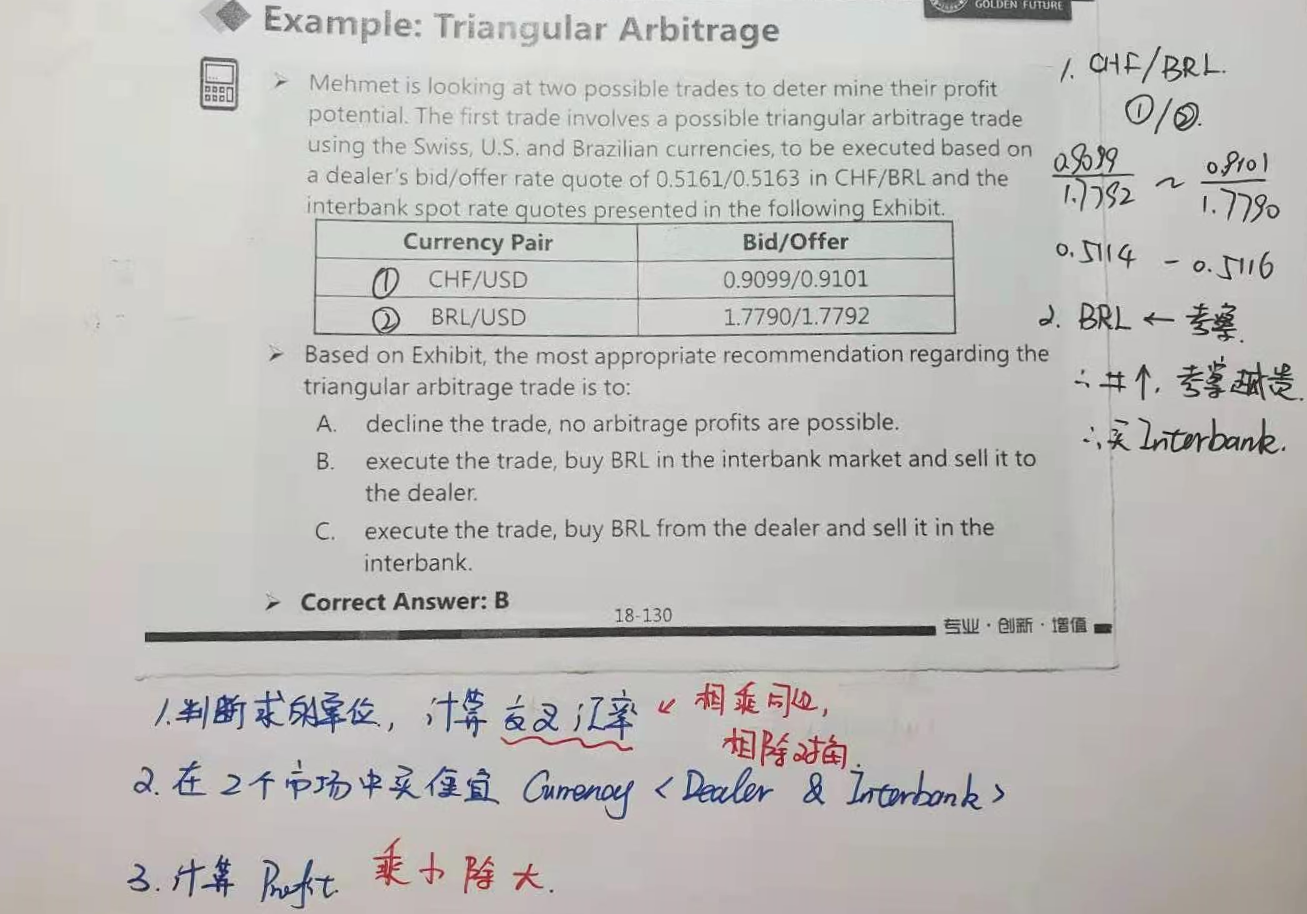 GOLDEN FUTURE
Example: Triangular Arbitrage
➤ Mehmet is looking at two possible trades to deter mine their profit
potential. The first trade involves a possible triangular arbitrage trade
using the Swiss, U.S. and Brazilian currencies, to be executed based on
a dealer's bid/offer rate quote of 0.5161/0.5163 in CHF/BRL and the
interbank spot rate quotes presented in the following Exhibit.
Currency Pair Bid/Offer
① CHF/USD 0.9099/0.9101
② BRL/USD 1.7790/1.7792
➤ Based on Exhibit, the most appropriate recommendation regarding the
triangular arbitrage trade is to:
A. decline the trade, no arbitrage profits are possible.
B. execute the trade, buy BRL in the interbank market and sell it to
the dealer.
C. execute the trade, buy BRL from the dealer and sell it in the
interbank.
➤ Correct Answer: B
18-130
专业·创新·增值
1. CHF/BRL.
①/②.
0.9099/1.7792 ~ 0.9101/1.7790
0.5114 - 0.5116
2. BRL ← 考拿.
∴ #↑, 考拿越贵.
∴买 Interbank.
1.判断求的单位, 计算交叉汇率 ↙ 相乘同边,
相除对角.
2. 在2个市场中买便宜 Currency <Dealer & Interbank>
3. 计算 Profit. 乘小除大.